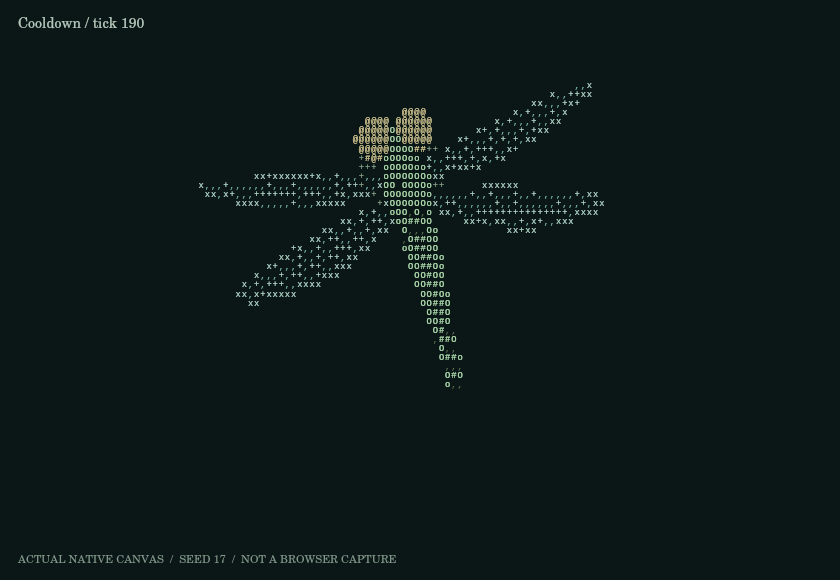 Cooldown / tick 190
ACTUAL NATIVE CANVAS / SEED 17 / NOT A BROWSER CAPTURE